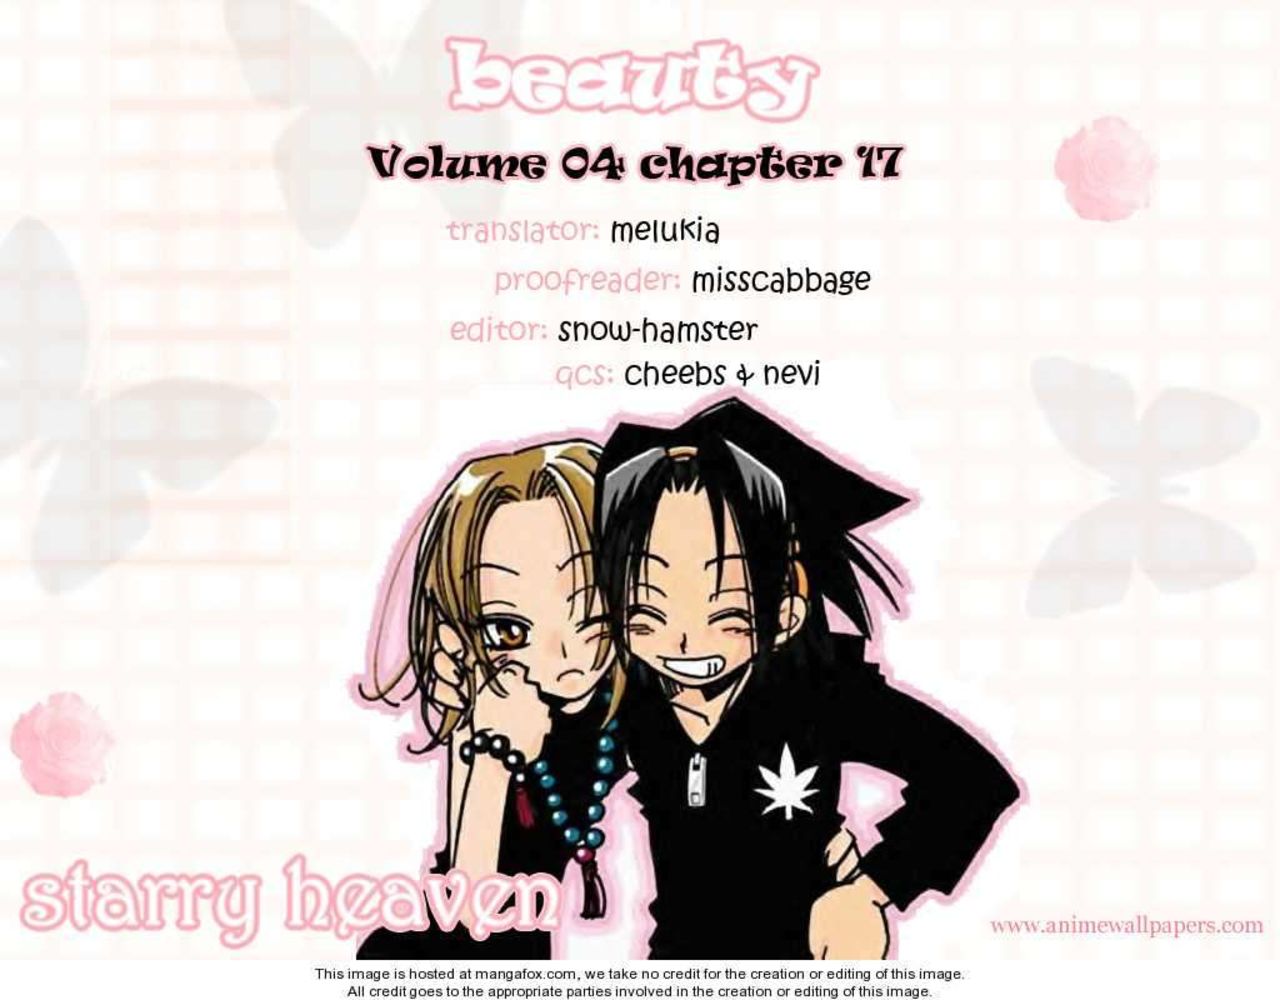 beauty
Volume 04 chapter 17
translator: melukia
proofreader: misscabbage
editor: snow-hamster
qcs: cheebs & nevi
starry heaven
www.animewallpapers.com
This image is hosted at mangafox.com, we take no credit for the creation or editing of this image.
All credit goes to the appropriate parties involved in the creation or editing of this image.